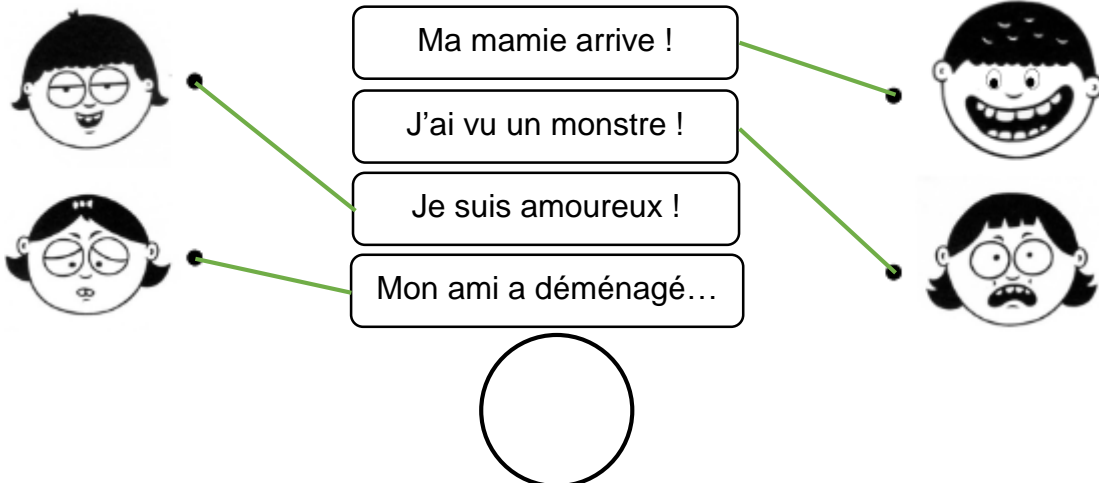 Ma mamie arrive !
J'ai vu un monstre !
Je suis amoureux !
Mon ami a déménagé…